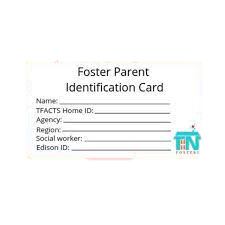 Foster Parent
Identification Card
Name:
TFACTS Home ID:
Agency:
Region:
Social worker:
Edison ID:
TN
FOSTERS